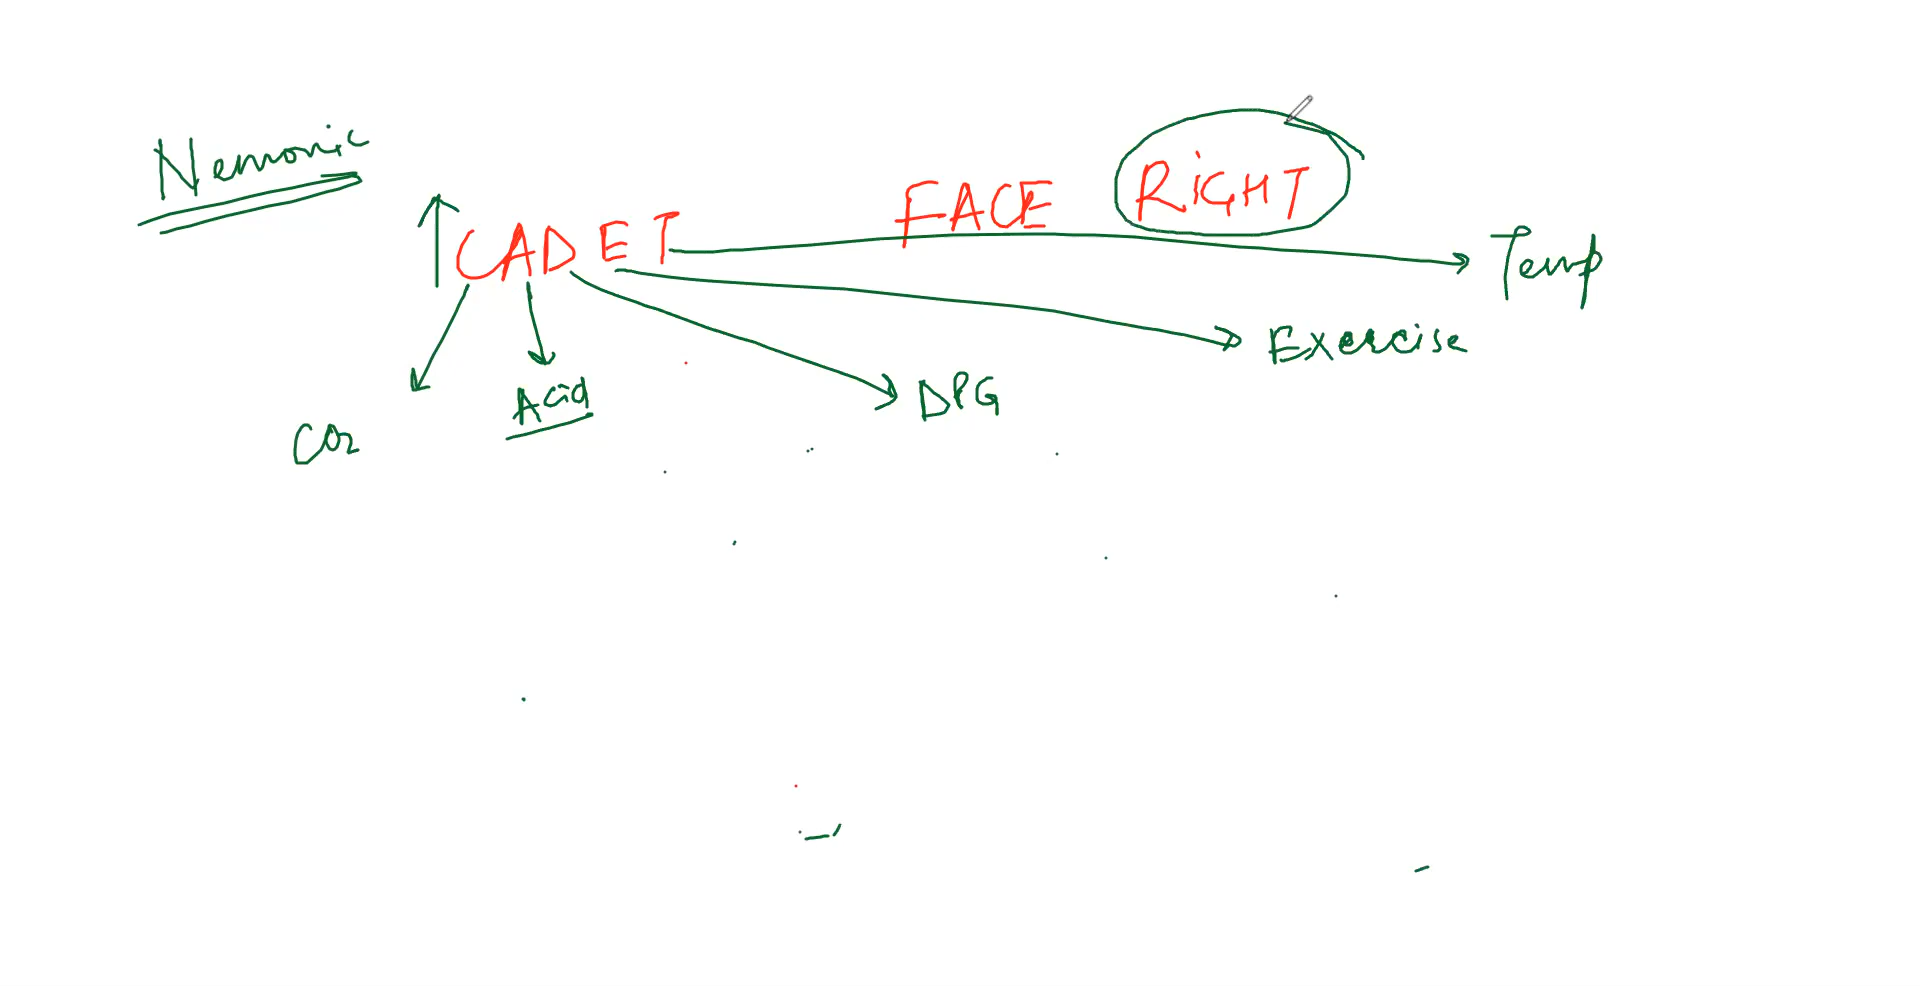 Nemonic
↑ CADET FACE RiGHT
Temp
Exercise
DPG
Acid
CO2